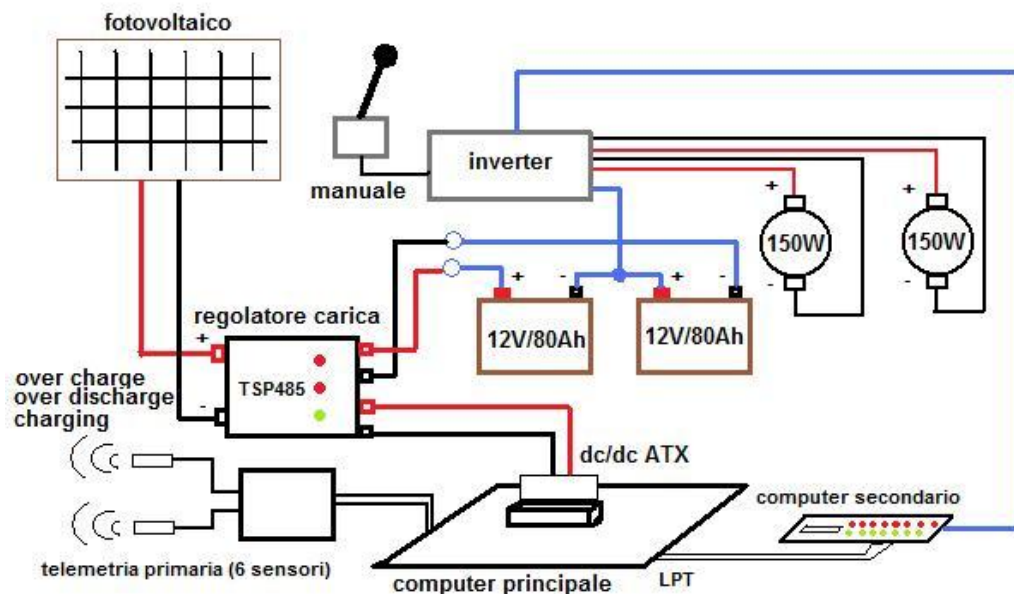 fotovoltaico
manuale
inverter
+
+
150W
150W
-
-
+
-
+
-
12V/80Ah
12V/80Ah
regolatore carica
+
-
TSP485
over charge
over discharge
charging
dc/dc ATX
computer secondario
telemetria primaria (6 sensori)
computer principale
LPT